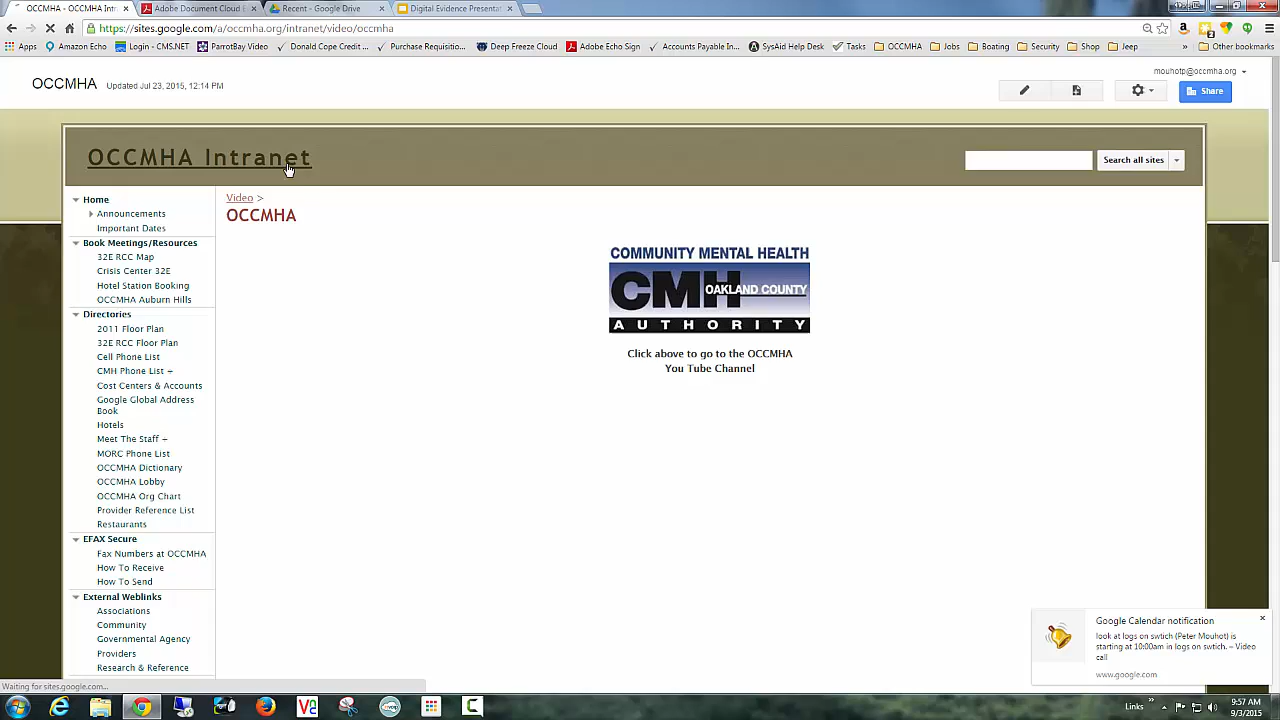 OCCMHA - OCCMHA Intr
Adobe Document Cloud E
Recent - Google Drive
Digital Evidence Presentat
https://sites.google.com/a/occmha.org/intranet/video/occmha
Apps
Amazon Echo
Login - CMS.NET
ParrotBay Video
Donald Cope Credit ...
Purchase Requisitio...
Deep Freeze Cloud
Adobe Echo Sign
Accounts Payable In...
SysAid Help Desk
Tasks
OCCMHA
Jobs
Boating
Security
Shop
Jeep
»
Other bookmarks
mouhotp@occmha.org
OCCMHA Updated Jul 23, 2015, 12:14 PM
Share
OCCMHA Intranet
Search all sites
Home
Announcements
Important Dates
Book Meetings/Resources
32E RCC Map
Crisis Center 32E
Hotel Station Booking
OCCMHA Auburn Hills
Directories
2011 Floor Plan
32E RCC Floor Plan
Cell Phone List
CMH Phone List +
Cost Centers & Accounts
Google Global Address
Book
Hotels
Meet The Staff +
MORC Phone List
OCCMHA Dictionary
OCCMHA Lobby
OCCMHA Org Chart
Provider Reference List
Restaurants
EFAX Secure
Fax Numbers at OCCMHA
How To Receive
How To Send
External Weblinks
Associations
Community
Governmental Agency
Providers
Research & Reference
Video >
OCCMHA
COMMUNITY MENTAL HEALTH
CMH OAKLAND COUNTY
AUTHORITY
Click above to go to the OCCMHA
You Tube Channel
Google Calendar notification
look at logs on swtich (Peter Mouhot) is
starting at 10:00am in logs on swtich. – Video
call
www.google.com
Waiting for sites.google.com...
Links »
9:57 AM
9/3/2015